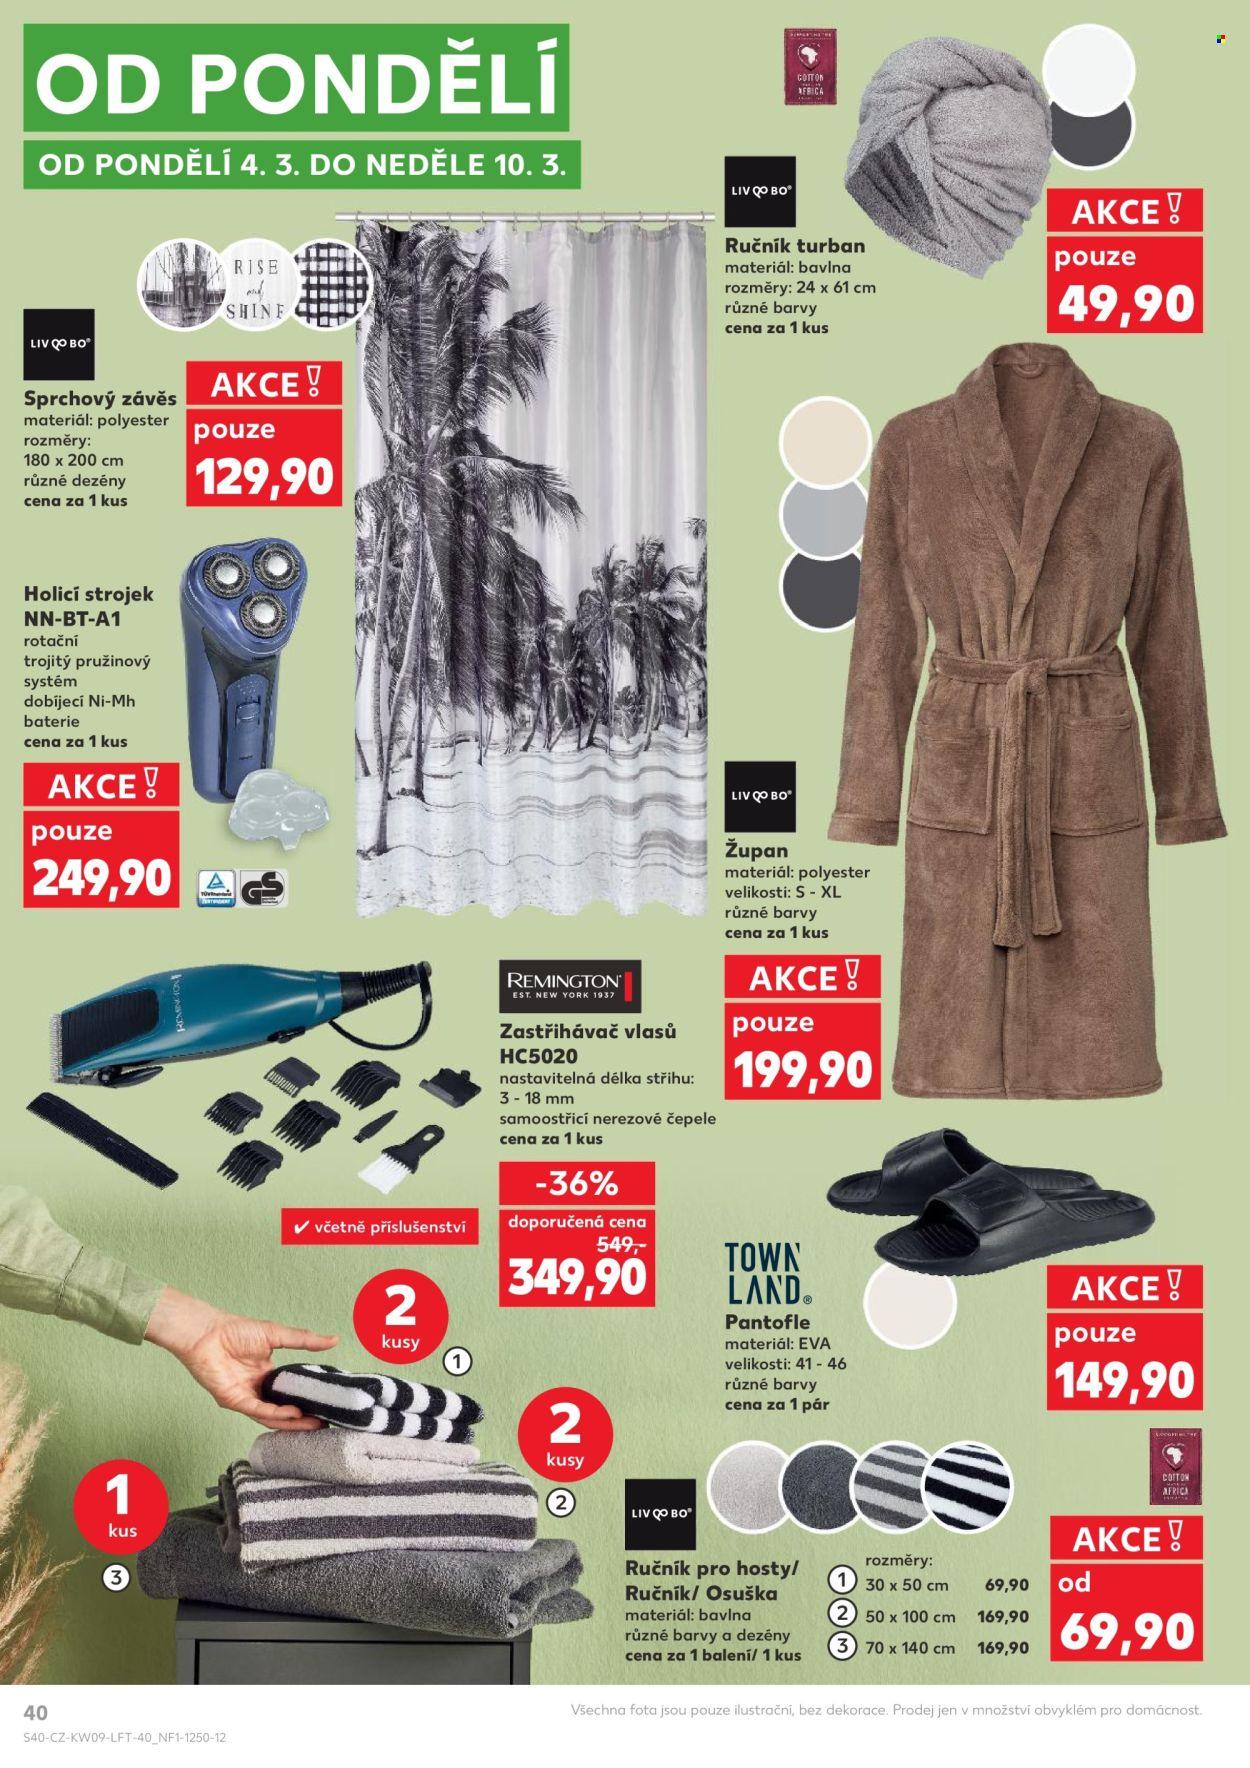 OD PONDĚLÍ
OD PONDĚLÍ 4. 3. DO NEDĚLE 10. 3.
COTTON
MADE IN
AFRICA
LIV BO®
Ručník turban
materiál: bavlna
rozměry: 24 x 61 cm
různé barvy
cena za 1 kus
AKCE!
pouze
49,90
RISE
and
SHINE
LIV BO®
Sprchový závěs
materiál: polyester
rozměry:
180 x 200 cm
různé dezény
cena za 1 kus
AKCE!
pouze
129,90
Holicí strojek
NN-BT-A1
rotační
trojitý pružinový
systém
dobíjecí Ni-Mh
baterie
cena za 1 kus
AKCE!
pouze
249,90
TÜVRheinland
ZERTIFIZIERT
GS
LIV BO®
Župan
materiál: polyester
velikosti: S - XL
různé barvy
cena za 1 kus
AKCE!
pouze
199,90
REMINGTON
REMINGTON®
EST. NEW YORK 1937
Zastřihávač vlasů
HC5020
nastavitelná délka střihu:
3 - 18 mm
samoostřicí nerezové čepele
cena za 1 kus
-36%
doporučená cena
549,-
349,90
✔ včetně příslušenství
TOWN
LAND®
Pantofle
materiál: EVA
velikosti: 41 - 46
různé barvy
cena za 1 pár
AKCE!
pouze
149,90
2
kusy
1
2
kusy
2
1
kus
3
COTTON
MADE IN
AFRICA
LIV BO®
Ručník pro hosty/
Ručník/ Osuška
materiál: bavlna
různé barvy a dezény
cena za 1 balení/ 1 kus
rozměry:
1 30 x 50 cm 69,90
2 50 x 100 cm 169,90
3 70 x 140 cm 169,90
AKCE!
od
69,90
40
Všechna fota jsou pouze ilustrační, bez dekorace. Prodej jen v množství obvyklém pro domácnost.
S40-CZ-KW09-LFT-40_NF1-1250-12